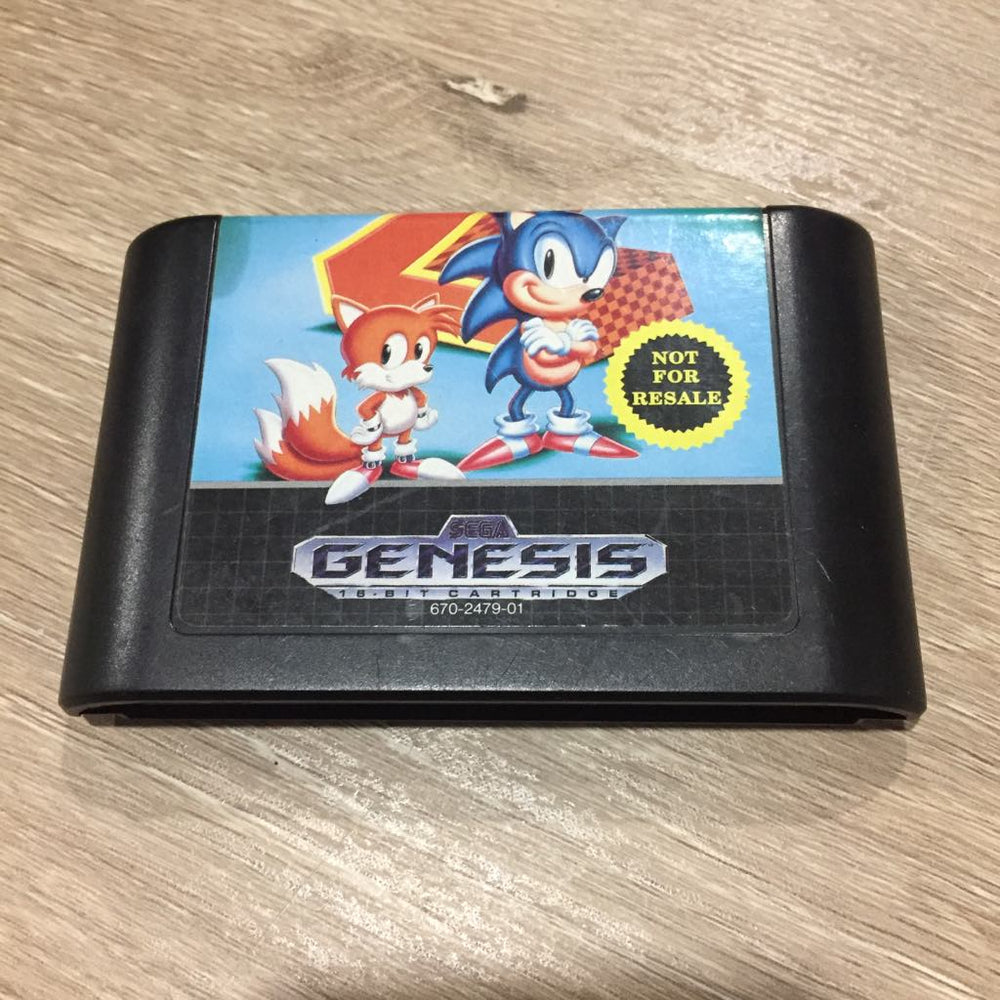 NOT
FOR
RESALE
SEGA
GENESIS
16-BIT CARTRIDGE
670-2479-01